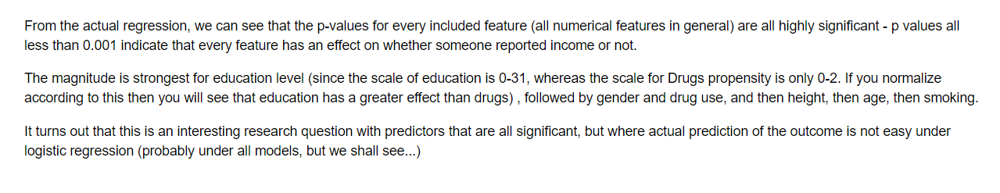 From the actual regression, we can see that the p-values for every included feature (all numerical features in general) are all highly significant - p values all
less than 0.001 indicate that every feature has an effect on whether someone reported income or not.
The magnitude is strongest for education level (since the scale of education is 0-31, whereas the scale for Drugs propensity is only 0-2. If you normalize
according to this then you will see that education has a greater effect than drugs) , followed by gender and drug use, and then height, then age, then smoking.
It turns out that this is an interesting research question with predictors that are all significant, but where actual prediction of the outcome is not easy under
logistic regression (probably under all models, but we shall see...)